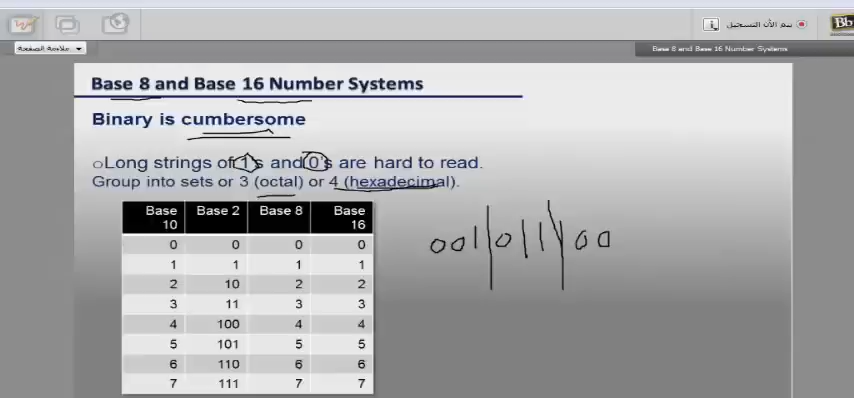 يتم الآن التسجيل
Bb
ملاءمة الصفحة
Base 8 and Base 16 Number Systems
Base 8 and Base 16 Number Systems
Binary is cumbersome
oLong strings of 1's and 0's are hard to read.
Group into sets or 3 (octal) or 4 (hexadecimal).
Base 10 Base 2 Base 8 Base 16
0 0 0 0
1 1 1 1
2 10 2 2
3 11 3 3
4 100 4 4
5 101 5 5
6 110 6 6
7 111 7 7
001|011|100